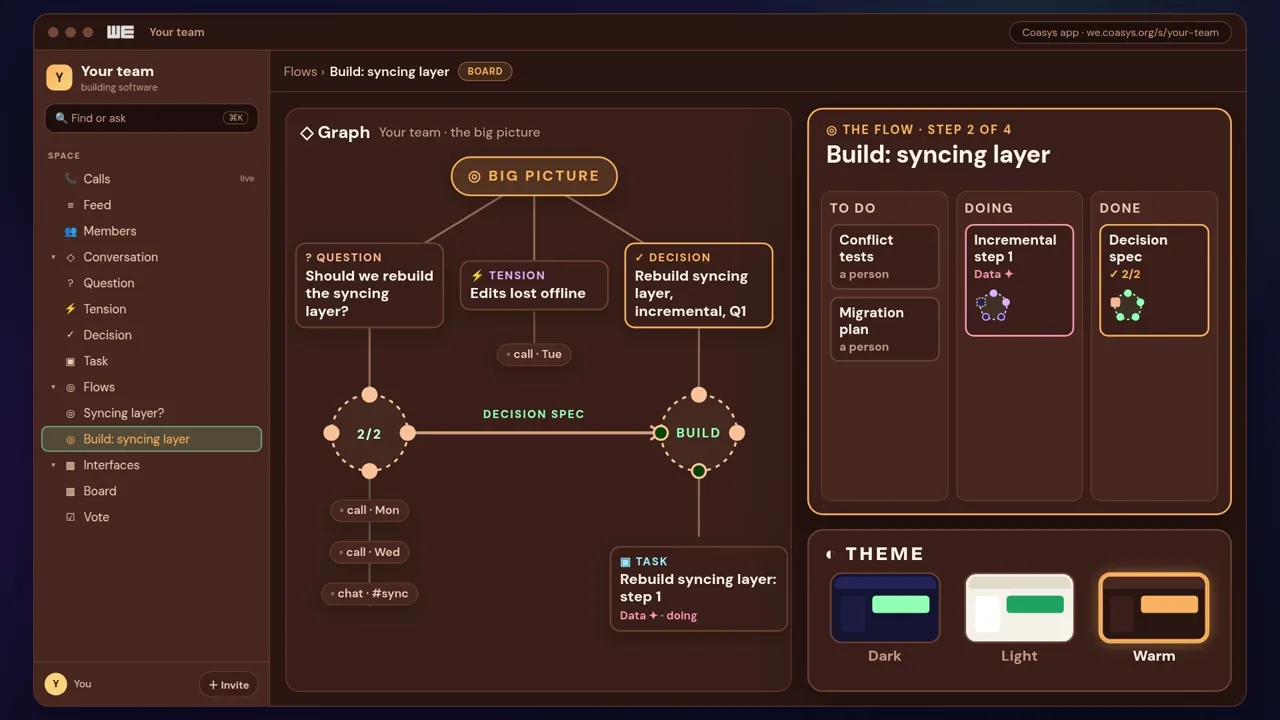 WE Your team
Coasys app · we.coasys.org/s/your-team
Y Your team
building software
Find or ask ⌘K
SPACE
Calls live
Feed
Members
Conversation
? Question
Tension
Decision
Task
Flows
Syncing layer?
Build: syncing layer
Interfaces
Board
Vote
Y You
+ Invite
Flows › Build: syncing layer BOARD
Graph Your team · the big picture
◎ BIG PICTURE
? QUESTION
Should we rebuild
the syncing
layer?
⚡ TENSION
Edits lost offline
◦ call · Tue
✓ DECISION
Rebuild syncing
layer,
incremental, Q1
2/2
DECISION SPEC
BUILD
◦ call · Mon
◦ call · Wed
◦ chat · #sync
▣ TASK
Rebuild syncing layer:
step 1
Data ✦ · doing
◎ THE FLOW · STEP 2 OF 4
Build: syncing layer
TO DO
Conflict
tests
a person
Migration
plan
a person
DOING
Incremental
step 1
Data ✦
DONE
Decision
spec
✓ 2/2
THEME
Dark
Light
Warm